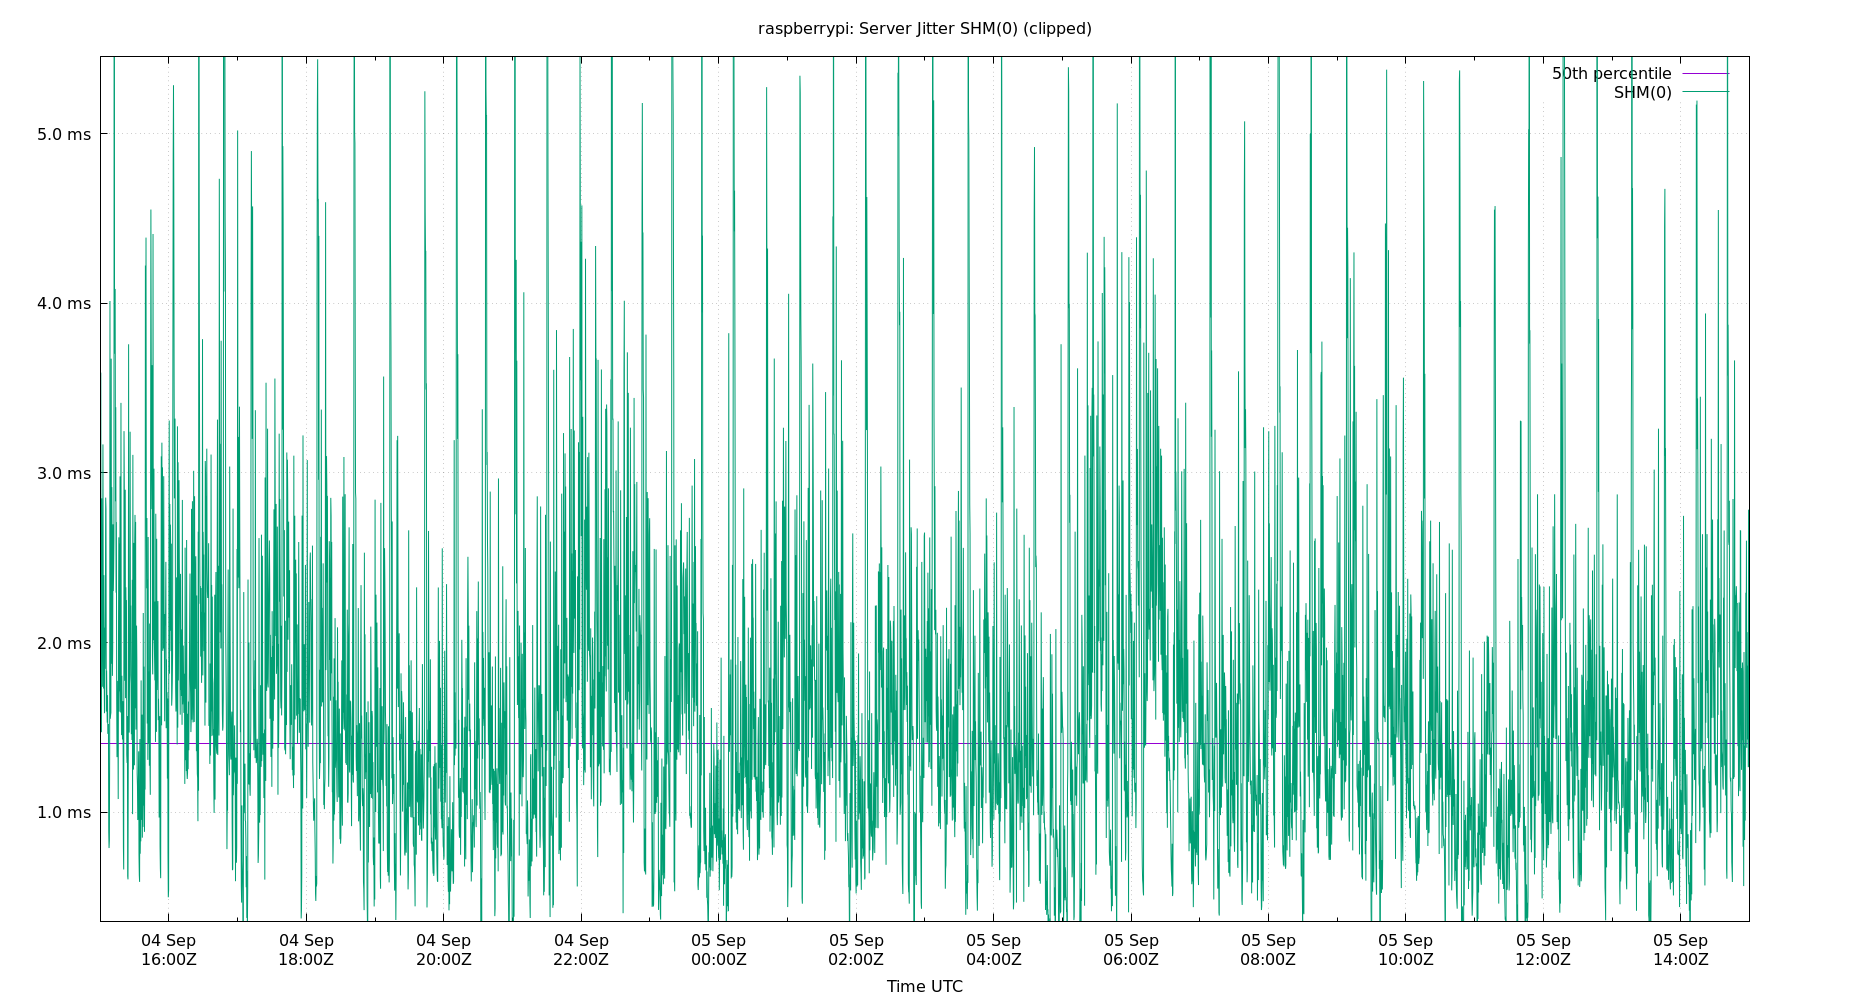 raspberrypi: Server Jitter SHM(0) (clipped)
50th percentile
SHM(0)
5.0 ms
4.0 ms
3.0 ms
2.0 ms
1.0 ms
04 Sep 04 Sep 04 Sep 04 Sep 05 Sep 05 Sep 05 Sep 05 Sep 05 Sep 05 Sep 05 Sep 05 Sep
16:00Z 18:00Z 20:00Z 22:00Z 00:00Z 02:00Z 04:00Z 06:00Z 08:00Z 10:00Z 12:00Z 14:00Z
Time UTC